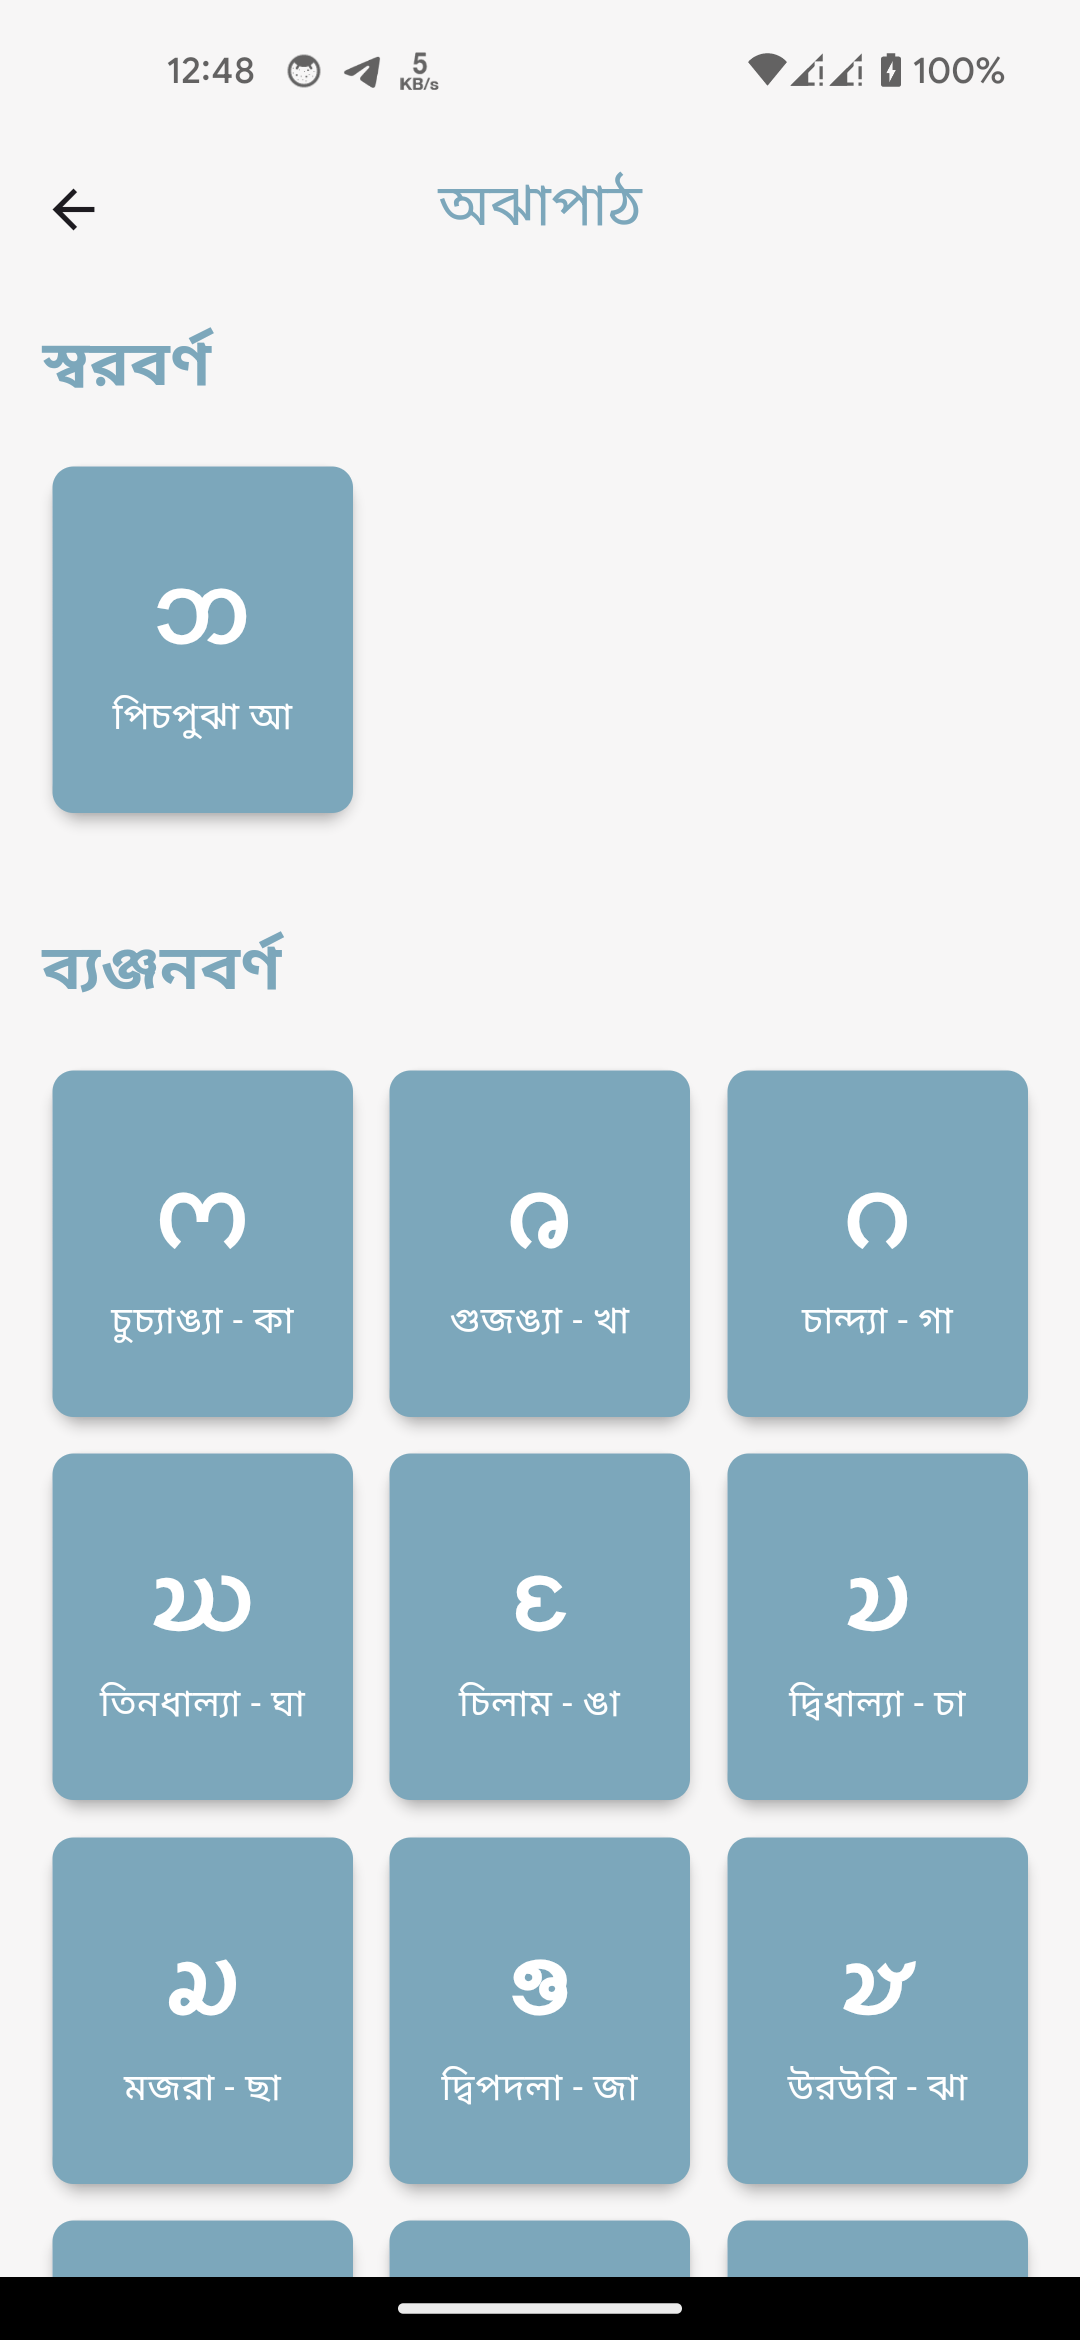 12:48 5 KB/s 100%
অঝাপাঠ
স্বরবর্ণ
𑄃
পিচপুঝা আ
ব্যঞ্জনবর্ণ
𑄇 𑄈 𑄉
চুচ্যাঙ্যা - কা গুজঙ্যা - খা চান্দ্যা - গা
𑄊 𑄋 𑄌
তিনধাল্যা - ঘা চিলাম - ঙা দ্বিধাল্যা - চা
𑄍 𑄎 𑄏
মজরা - ছা দ্বিপদলা - জা উরউরি - ঝা